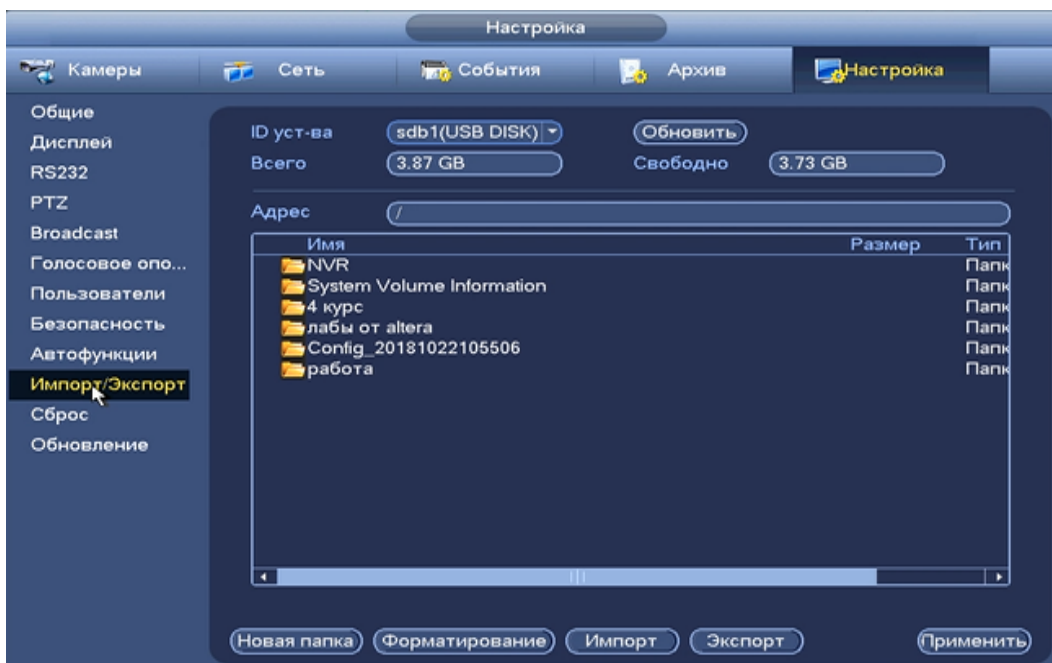 Настройка
Камеры Сеть События Архив Настройка
Общие
Дисплей
RS232
PTZ
Broadcast
Голосовое опо...
Пользователи
Безопасность
Автофункции
Импорт/Экспорт
Сброс
Обновление
ID уст-ва sdb1(USB DISK) Обновить
Всего 3.87 GB Свободно 3.73 GB
Адрес /
Имя Размер Тип
NVR Папк
System Volume Information Папк
4 курс Папк
лабы от altera Папк
Config_20181022105506 Папк
работа Папк
Новая папка Форматирование Импорт Экспорт Применить